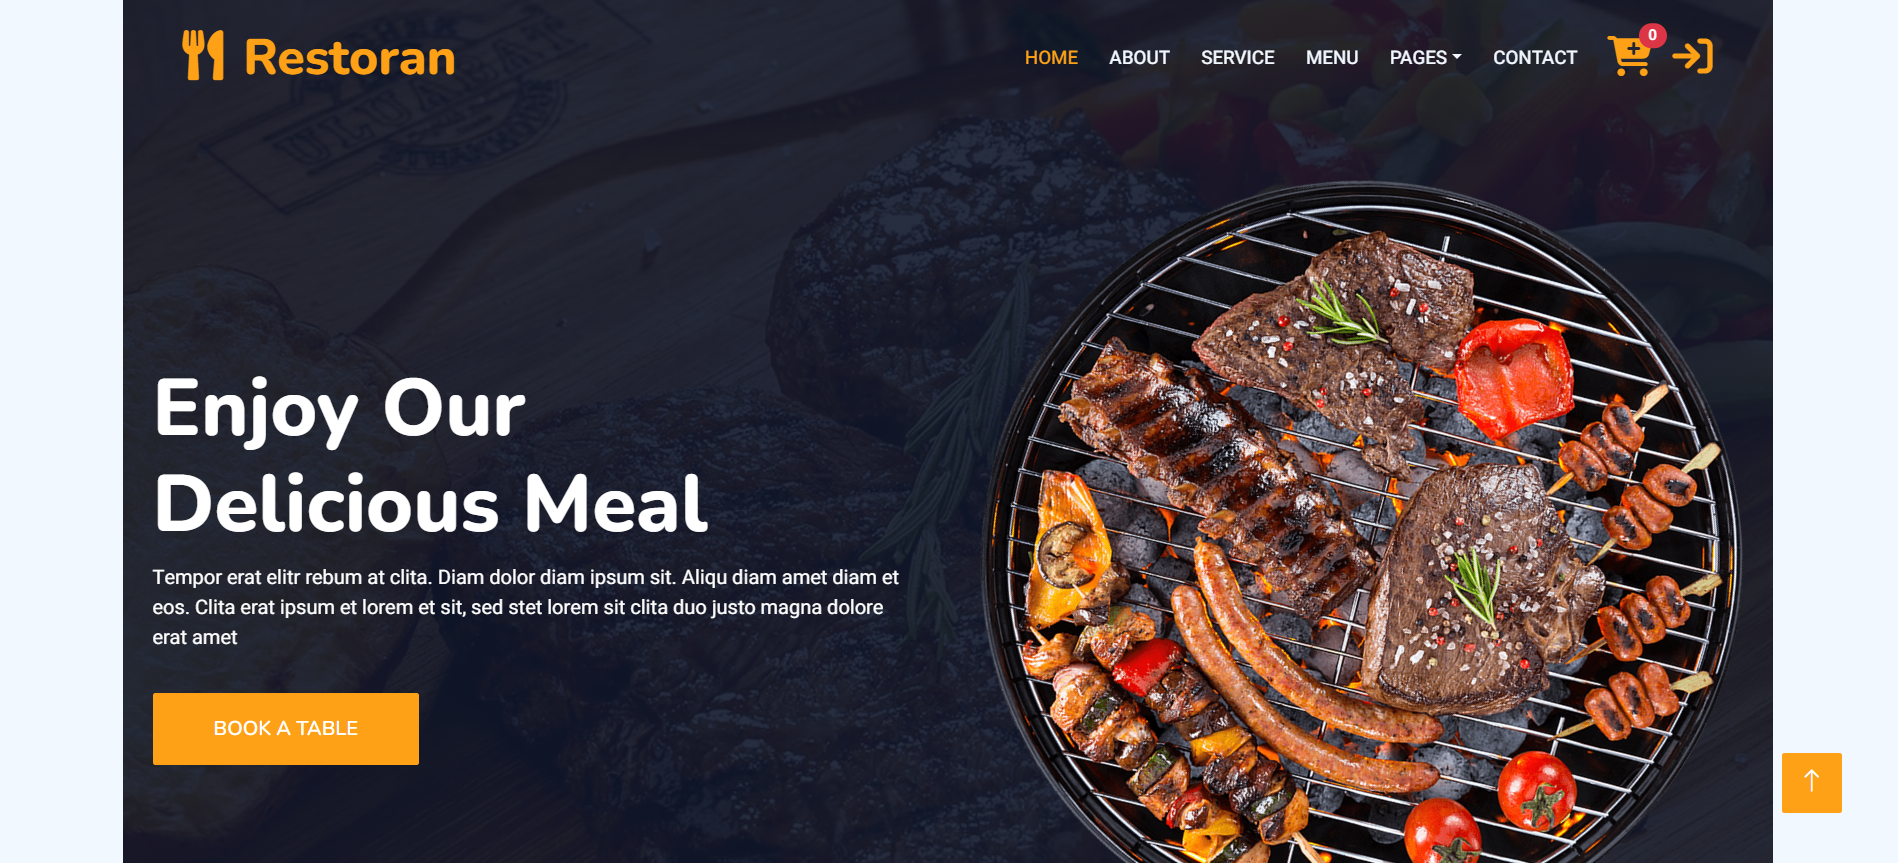 Restoran
HOME ABOUT SERVICE MENU PAGES CONTACT 0
Enjoy Our
Delicious Meal
Tempor erat elitr rebum at clita. Diam dolor diam ipsum sit. Aliqu diam amet diam et
eos. Clita erat ipsum et lorem et sit, sed stet lorem sit clita duo justo magna dolore
erat amet
BOOK A TABLE